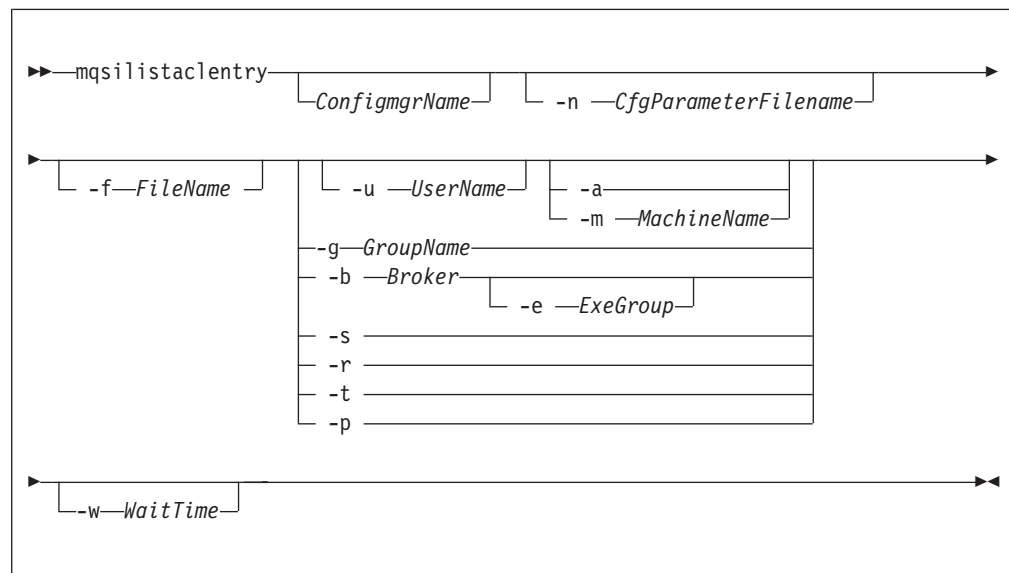 mqsilistaclentry
ConfigmgrName -n CfgParameterFilename
-f FileName -u UserName -a
-m MachineName
-g GroupName
-b Broker
-e ExeGroup
-s
-r
-t
-p
-w WaitTime